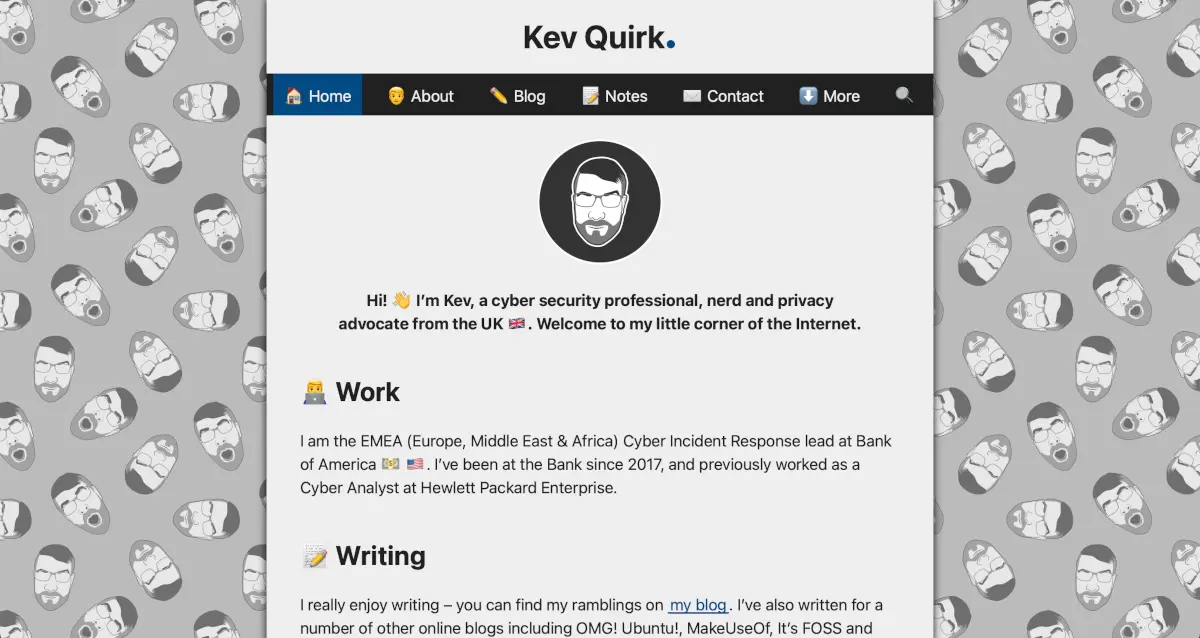 Kev Quirk.
🏠 Home 👨 About ✏️ Blog 📝 Notes ✉️ Contact ⬇️ More 🔍
Hi! 👋 I’m Kev, a cyber security professional, nerd and privacy
advocate from the UK 🇬🇧. Welcome to my little corner of the Internet.
👨‍💻 Work
I am the EMEA (Europe, Middle East & Africa) Cyber Incident Response lead at Bank
of America 💵 🇺🇸. I’ve been at the Bank since 2017, and previously worked as a
Cyber Analyst at Hewlett Packard Enterprise.
📝 Writing
I really enjoy writing – you can find my ramblings on my blog. I’ve also written for a
number of other online blogs including OMG! Ubuntu!, MakeUseOf, It’s FOSS and